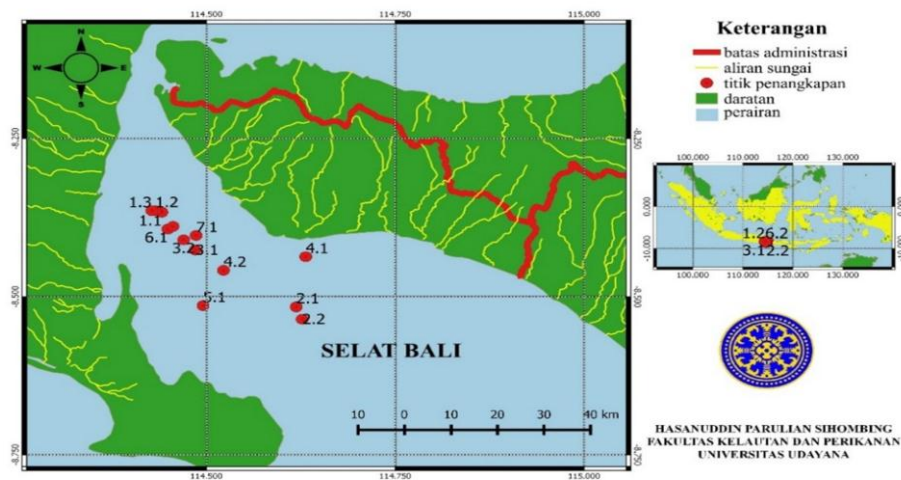 114.500 114.750 115.000
N
W E
S
-8.250
-8.500
-8.750
1.3 1.2
1.1
6.1
7.1
3.2 3.1
4.2
4.1
5.1
2.1
2.2
SELAT BALI
10 0 10 20 30 40 km
Keterangan
batas administrasi
aliran sungai
titik penangkapan
daratan
perairan
100.000 110.000 120.000 130.000
0.000
-10.000
1.26.2
3.12.2
HASANUDDIN PARULIAN SIHOMBING
FAKULTAS KELAUTAN DAN PERIKANAN
UNIVERSITAS UDAYANA